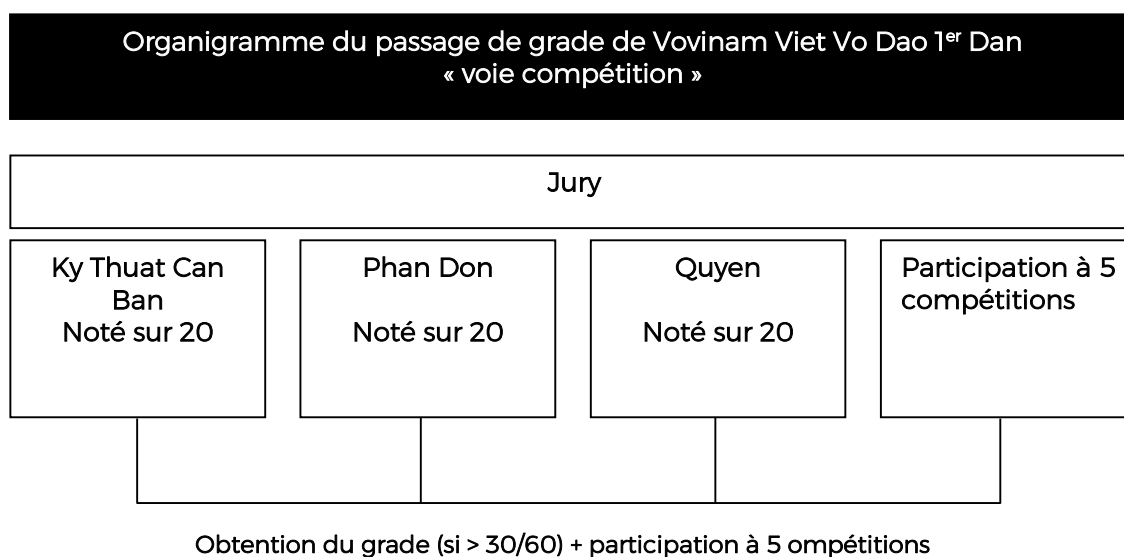 Organigramme du passage de grade de Vovinam Viet Vo Dao 1er Dan
« voie compétition »
Jury
Ky Thuat Can
Ban
Noté sur 20
Phan Don
Noté sur 20
Quyen
Noté sur 20
Participation à 5
compétitions
Obtention du grade (si > 30/60) + participation à 5 ompétitions